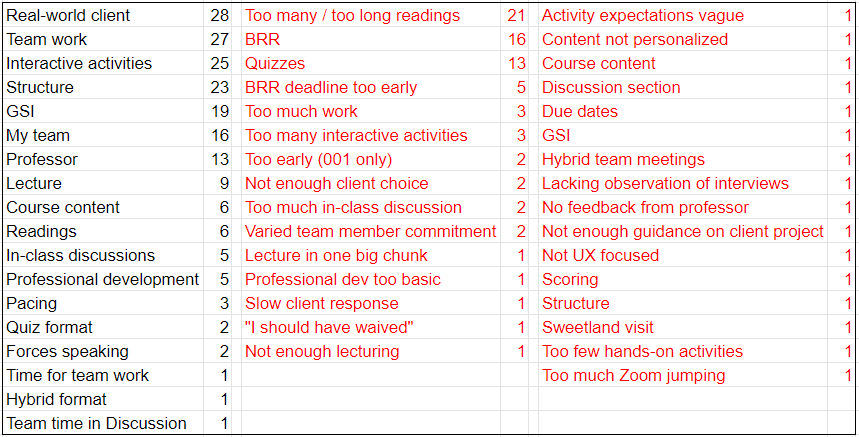 Real-world client 28 Too many / too long readings 21 Activity expectations vague 1
Team work 27 BRR 16 Content not personalized 1
Interactive activities 25 Quizzes 13 Course content 1
Structure 23 BRR deadline too early 5 Discussion section 1
GSI 19 Too much work 3 Due dates 1
My team 16 Too many interactive activities 3 GSI 1
Professor 13 Too early (001 only) 2 Hybrid team meetings 1
Lecture 9 Not enough client choice 2 Lacking observation of interviews 1
Course content 6 Too much in-class discussion 2 No feedback from professor 1
Readings 6 Varied team member commitment 2 Not enough guidance on client project 1
In-class discussions 5 Lecture in one big chunk 1 Not UX focused 1
Professional development 5 Professional dev too basic 1 Scoring 1
Pacing 3 Slow client response 1 Structure 1
Quiz format 2 "I should have waived" 1 Sweetland visit 1
Forces speaking 2 Not enough lecturing 1 Too few hands-on activities 1
Time for team work 1 Too much Zoom jumping 1
Hybrid format 1
Team time in Discussion 1